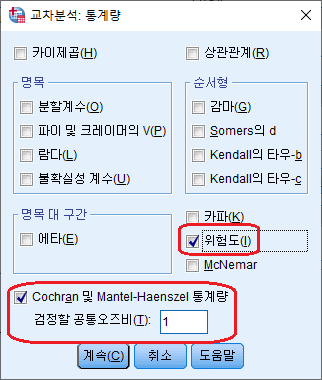 교차분석: 통계량
카이제곱(H)
상관관계(R)
명목
분할계수(O)
파이 및 크레이머의 V(P)
람다(L)
불확실성 계수(U)
순서형
감마(G)
Somers의 d
Kendall의 타우-b
Kendall의 타우-c
명목 대 구간
에타(E)
카파(K)
위험도(I)
McNemar
Cochran 및 Mantel-Haenszel 통계량
검정할 공통오즈비(T): 1
계속(C) 취소 도움말